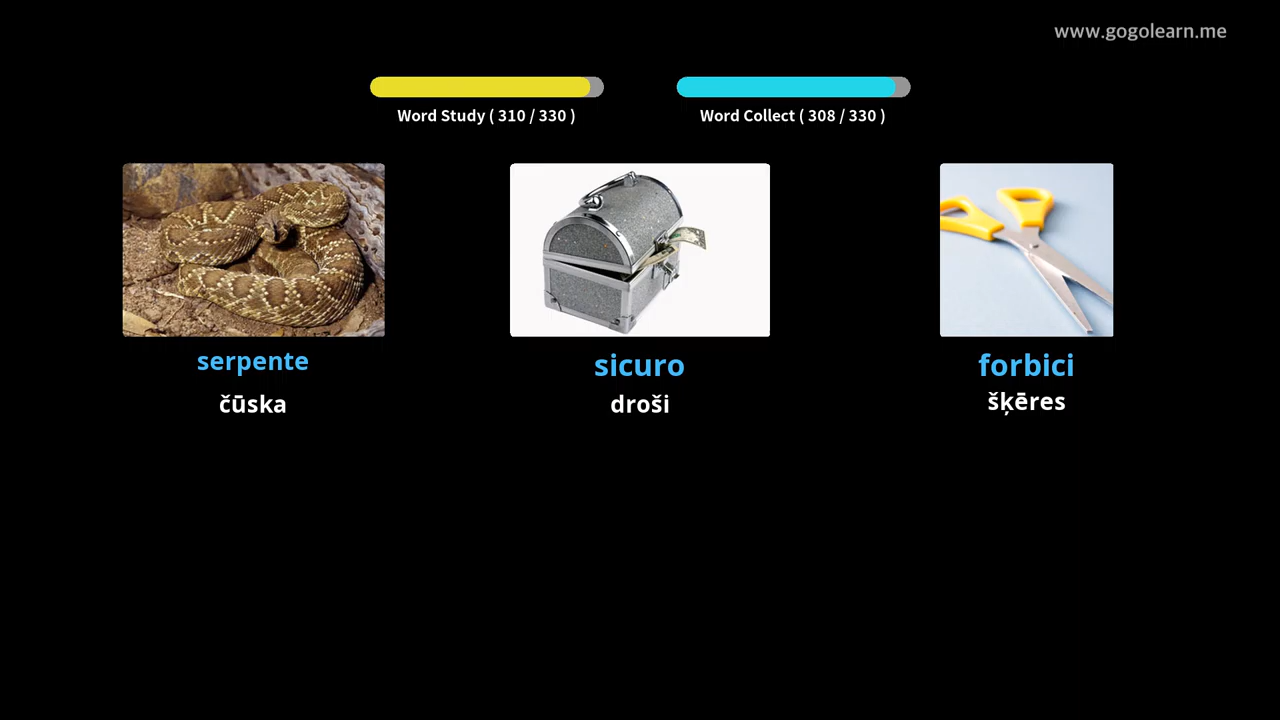 www.gogolearn.me
Word Study ( 310 / 330 )
Word Collect ( 308 / 330 )
serpente
sicuro
forbici
čūska
droši
šķēres